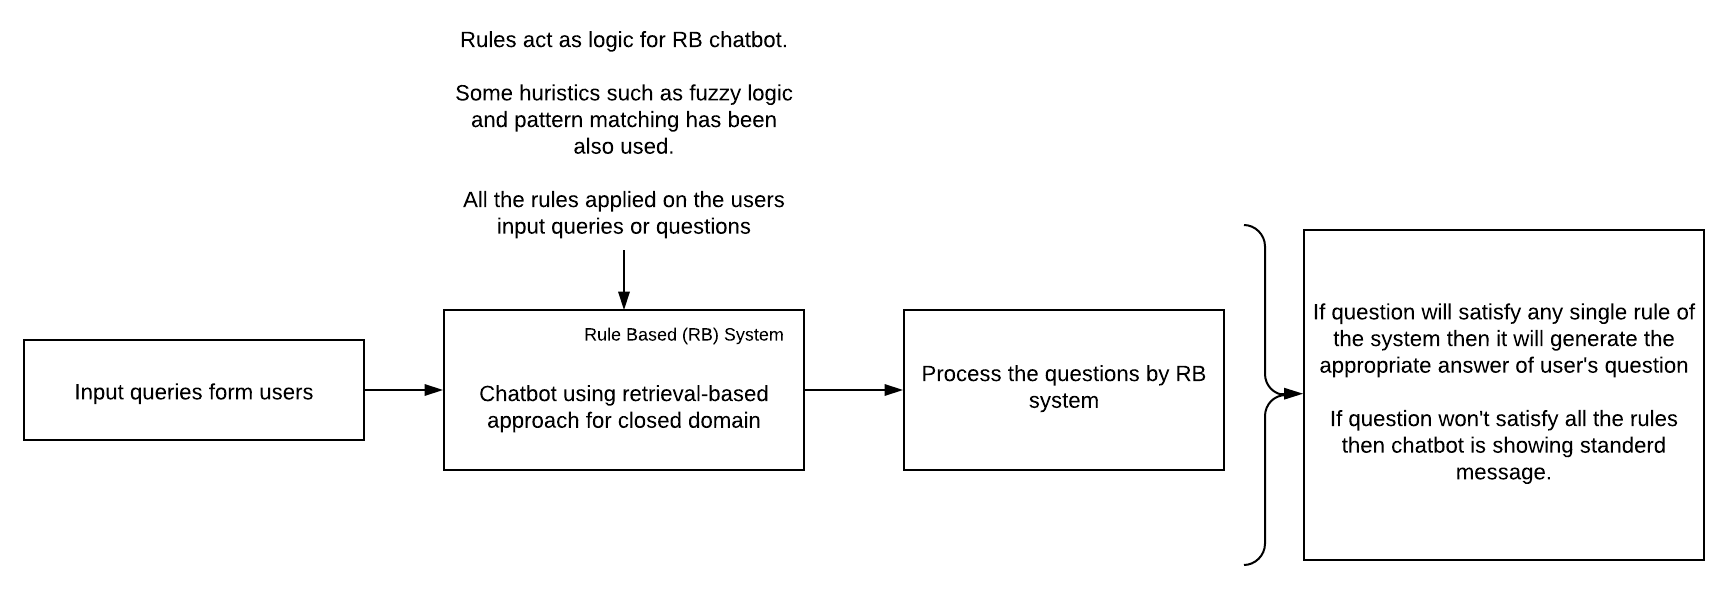 Rules act as logic for RB chatbot.
Some huristics such as fuzzy logic
and pattern matching has been
also used.
All the rules applied on the users
input queries or questions
Input queries form users
Rule Based (RB) System
Chatbot using retrieval-based
approach for closed domain
Process the questions by RB
system
If question will satisfy any single rule of
the system then it will generate the
appropriate answer of user's question
If question won't satisfy all the rules
then chatbot is showing standerd
message.